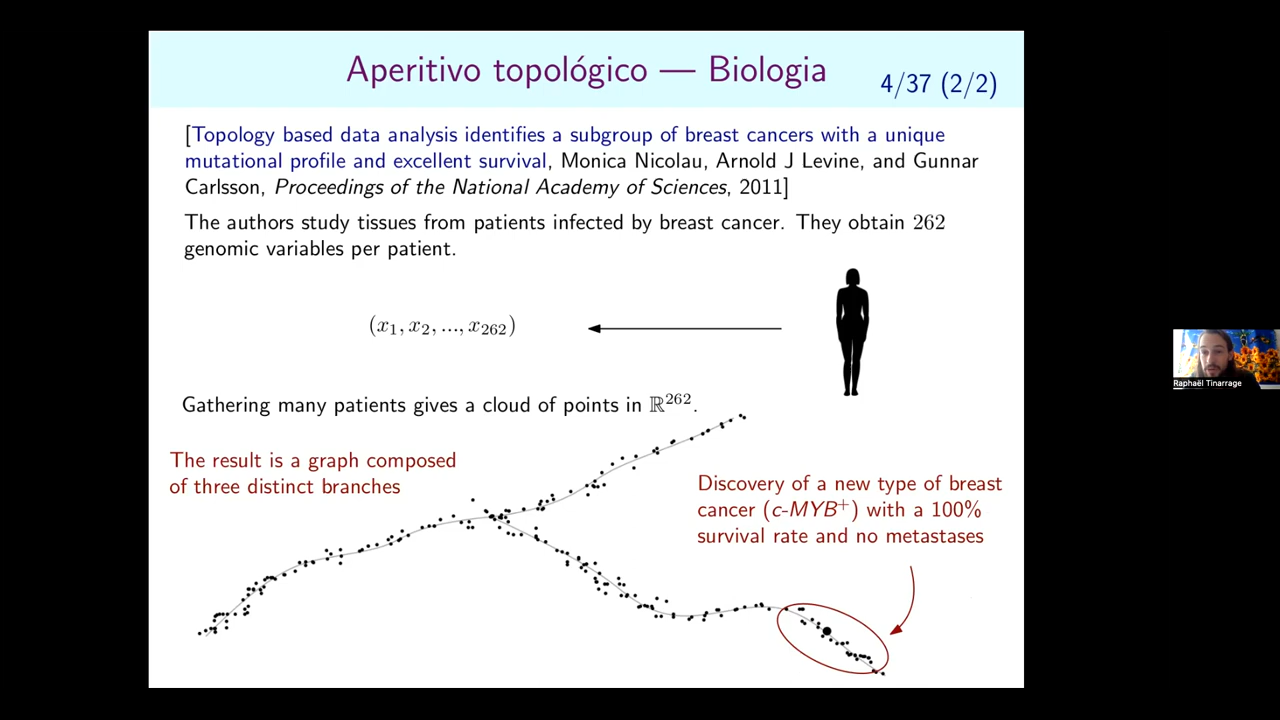 Aperitivo topológico — Biologia
4/37 (2/2)
[Topology based data analysis identifies a subgroup of breast cancers with a unique
mutational profile and excellent survival, Monica Nicolau, Arnold J Levine, and Gunnar
Carlsson, Proceedings of the National Academy of Sciences, 2011]
The authors study tissues from patients infected by breast cancer. They obtain 262
genomic variables per patient.
(x₁, x₂, ..., x₂₆₂)
Gathering many patients gives a cloud of points in ℝ²⁶².
The result is a graph composed
of three distinct branches
Discovery of a new type of breast
cancer (c-MYB⁺) with a 100%
survival rate and no metastases
Raphaël Tinarrage